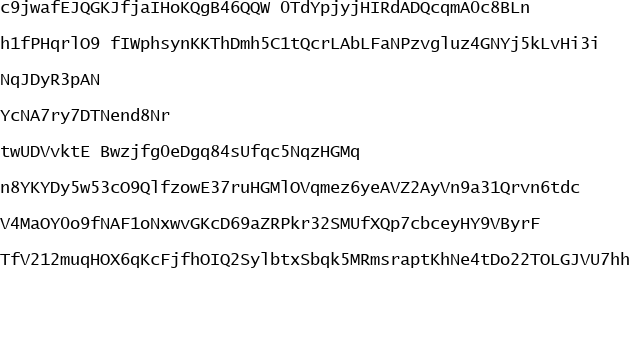 c9jwafEJQGKJfjaIHoKQgB46QQW OTdYpjyjHIRdADQcqmAOc8BLn
h1fPHqrlO9 fIWphsynKKThDmh5C1tQcrLAbLFaNPzvgluz4GNYj5kLvHi3i
NqJDyR3pAN
YcNA7ry7DTNend8Nr
twUDVvktE BwzjfgOeDgq84sUfqc5NqzHGMq
n8YKYDy5w53cO9QlfzowE37ruHGMlOVqmez6yeAVZ2AyVn9a31Qrvn6tdc
V4MaOYOo9fNAF1oNxwvGKcD69aZRPkr32SMUfXQp7cbceyHY9VByrF
TfV212muqHOX6qKcFjfhOIQ2SylbtxSbqk5MRmsraptKhNe4tDo22TOLGJVU7hh